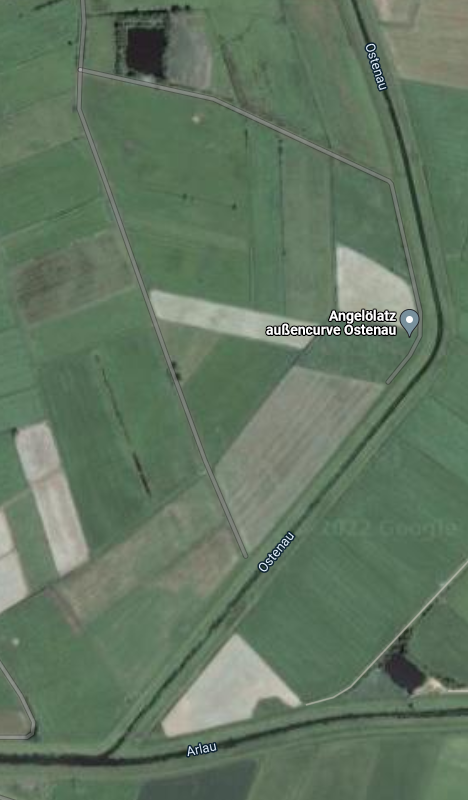 Ostenau
Angelölatz
außencurve Ostenau
2022 Google
Ostenau
Arlau